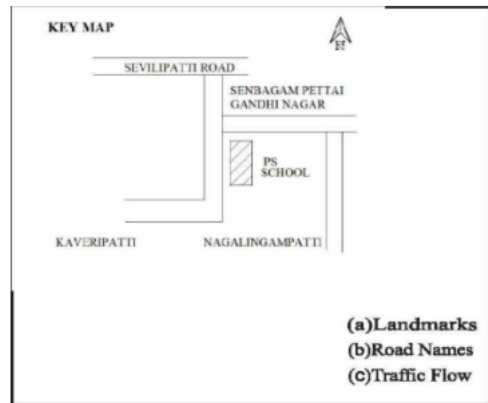 KEY MAP
N
SEVILIPATTI ROAD
SENBAGAM PETTAI
GANDHI NAGAR
PS
SCHOOL
KAVERIPATTI
NAGALINGAMPATTI
(a)Landmarks
(b)Road Names
(c)Traffic Flow